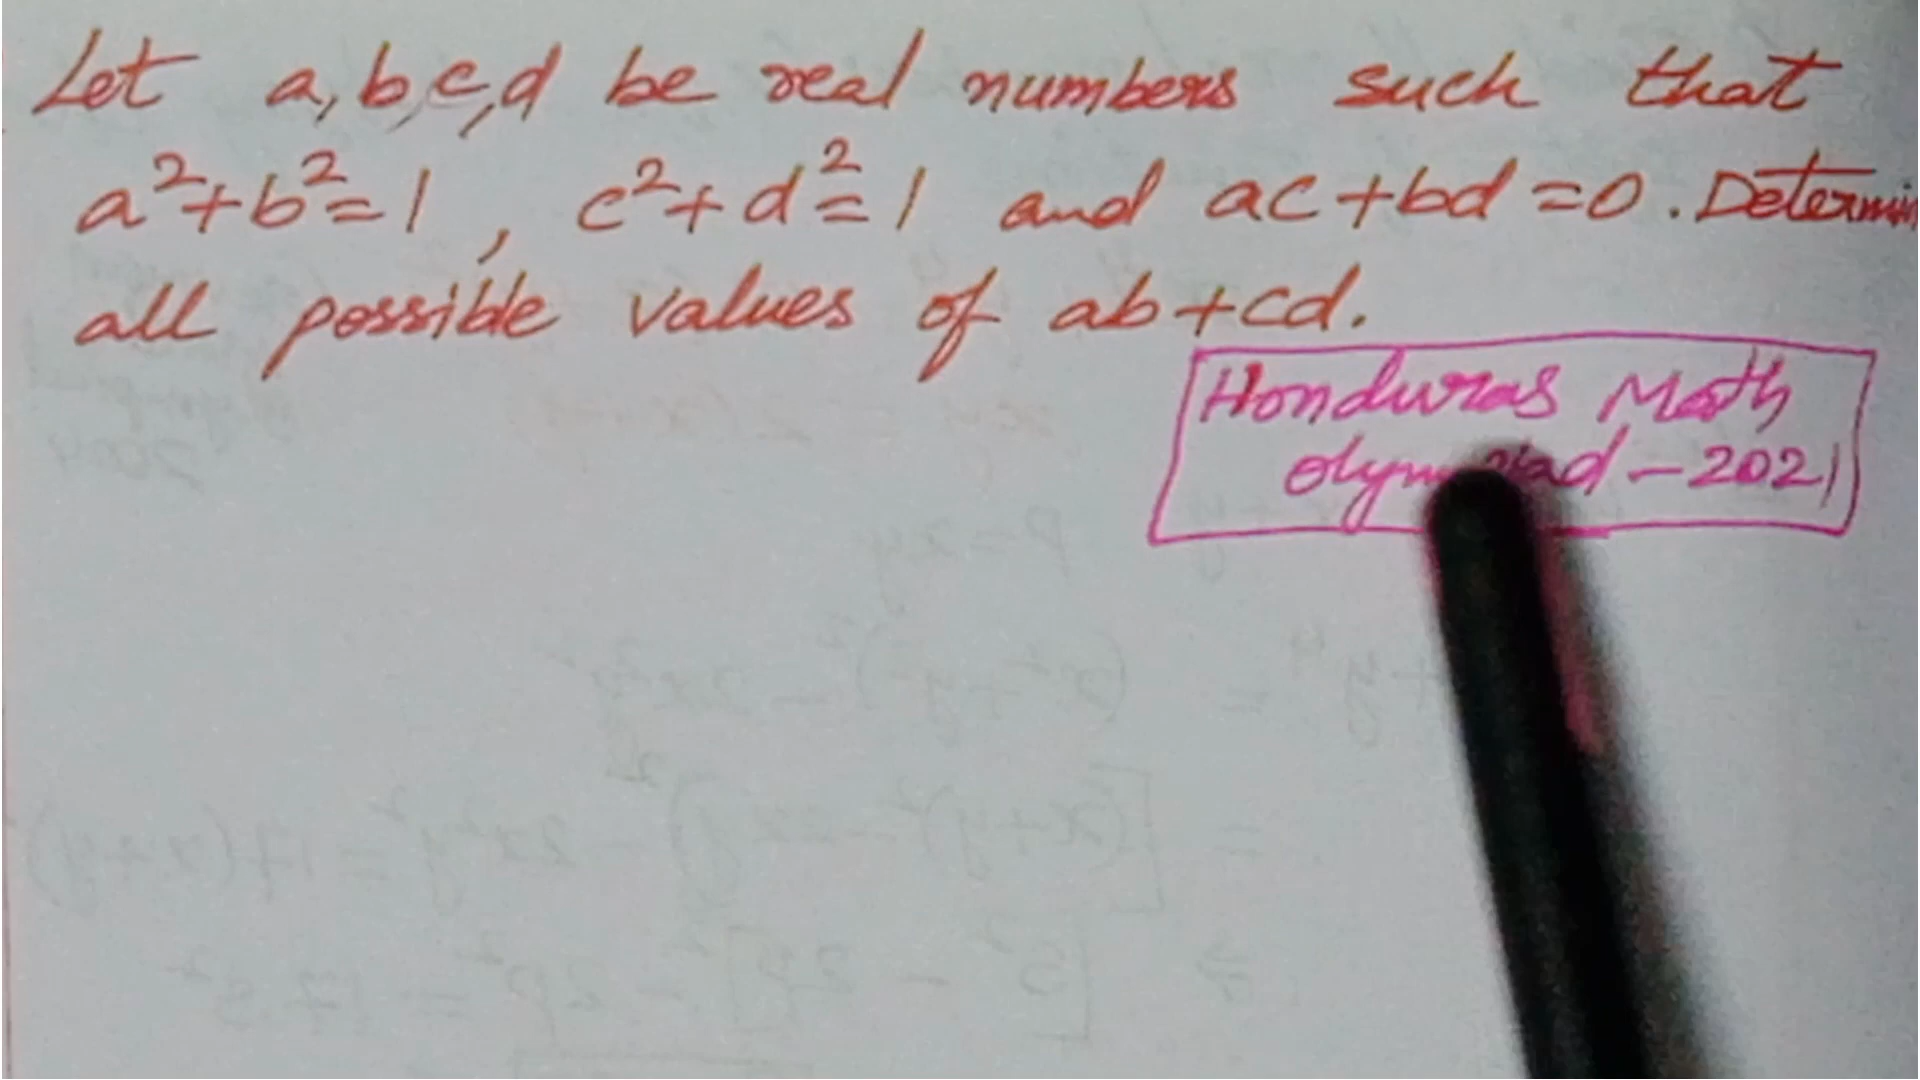 Let a, b, c, d be real numbers such that
a²+b²=1, c²+d²=1 and ac+bd=0. Determin
all possible values of ab+cd.
Honduras Math
- 2021